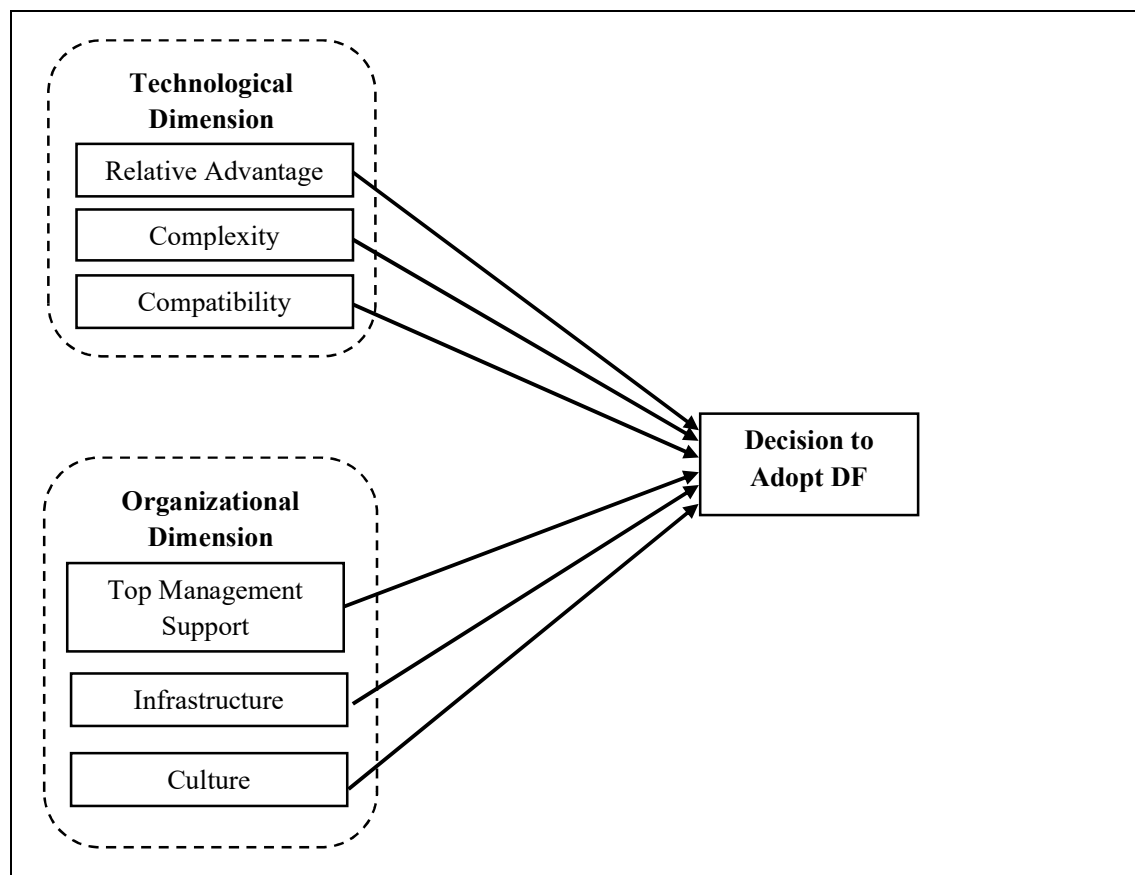 Technological
Dimension
Relative Advantage
Complexity
Compatibility
Organizational
Dimension
Top Management
Support
Infrastructure
Culture
Decision to
Adopt DF